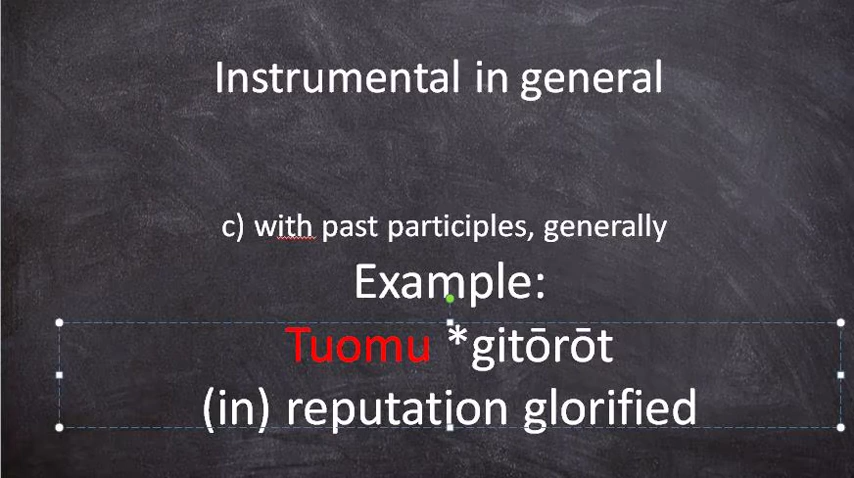 Instrumental in general
c) with past participles, generally
Example:
Tuomu *gitōrōt
(in) reputation glorified